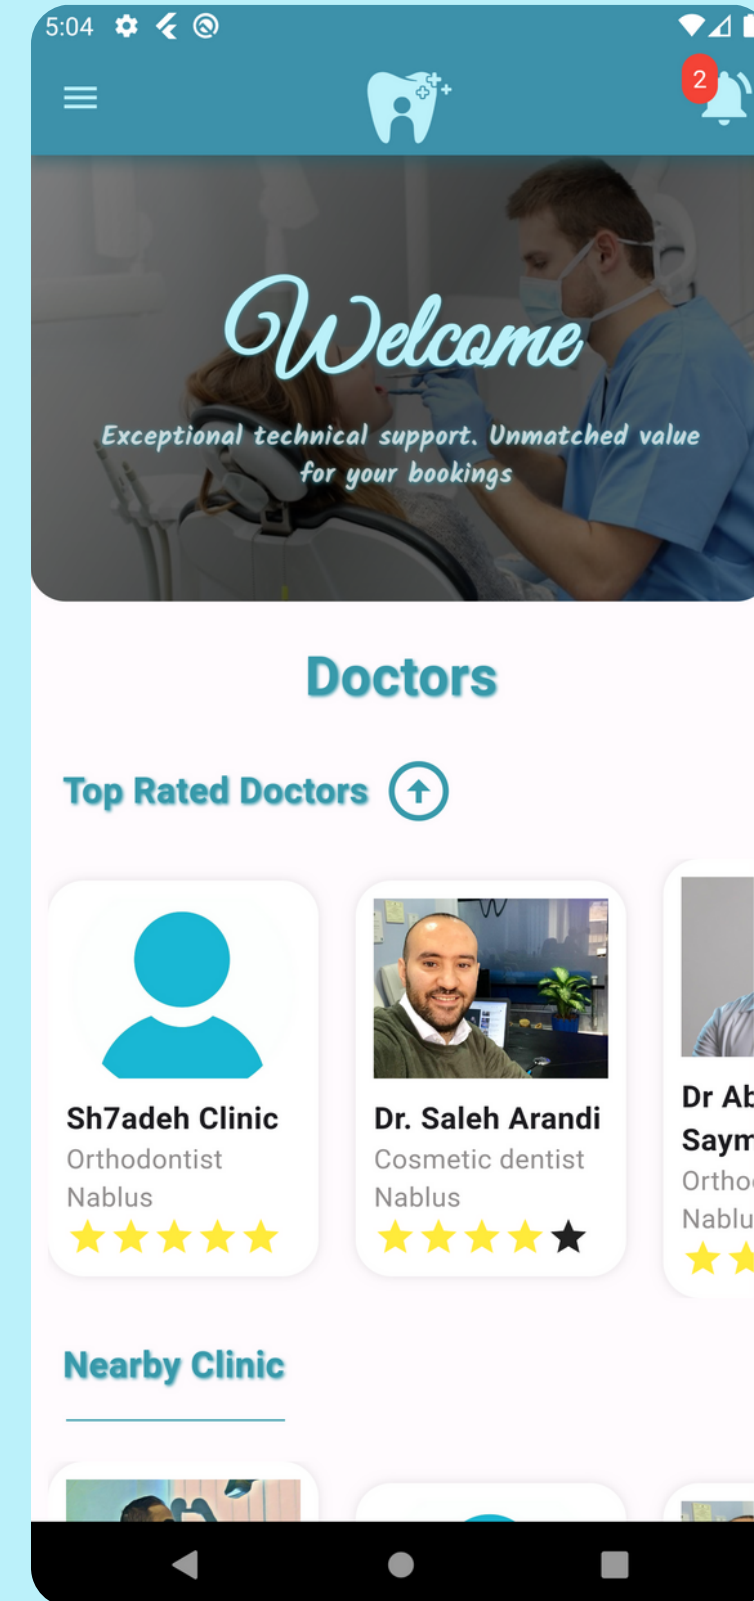 5:04
2
Welcome
Exceptional technical support. Unmatched value
for your bookings
Doctors
Top Rated Doctors
Sh7adeh Clinic
Orthodontist
Nablus
Dr. Saleh Arandi
Cosmetic dentist
Nablus
Dr
Nearby Clinic